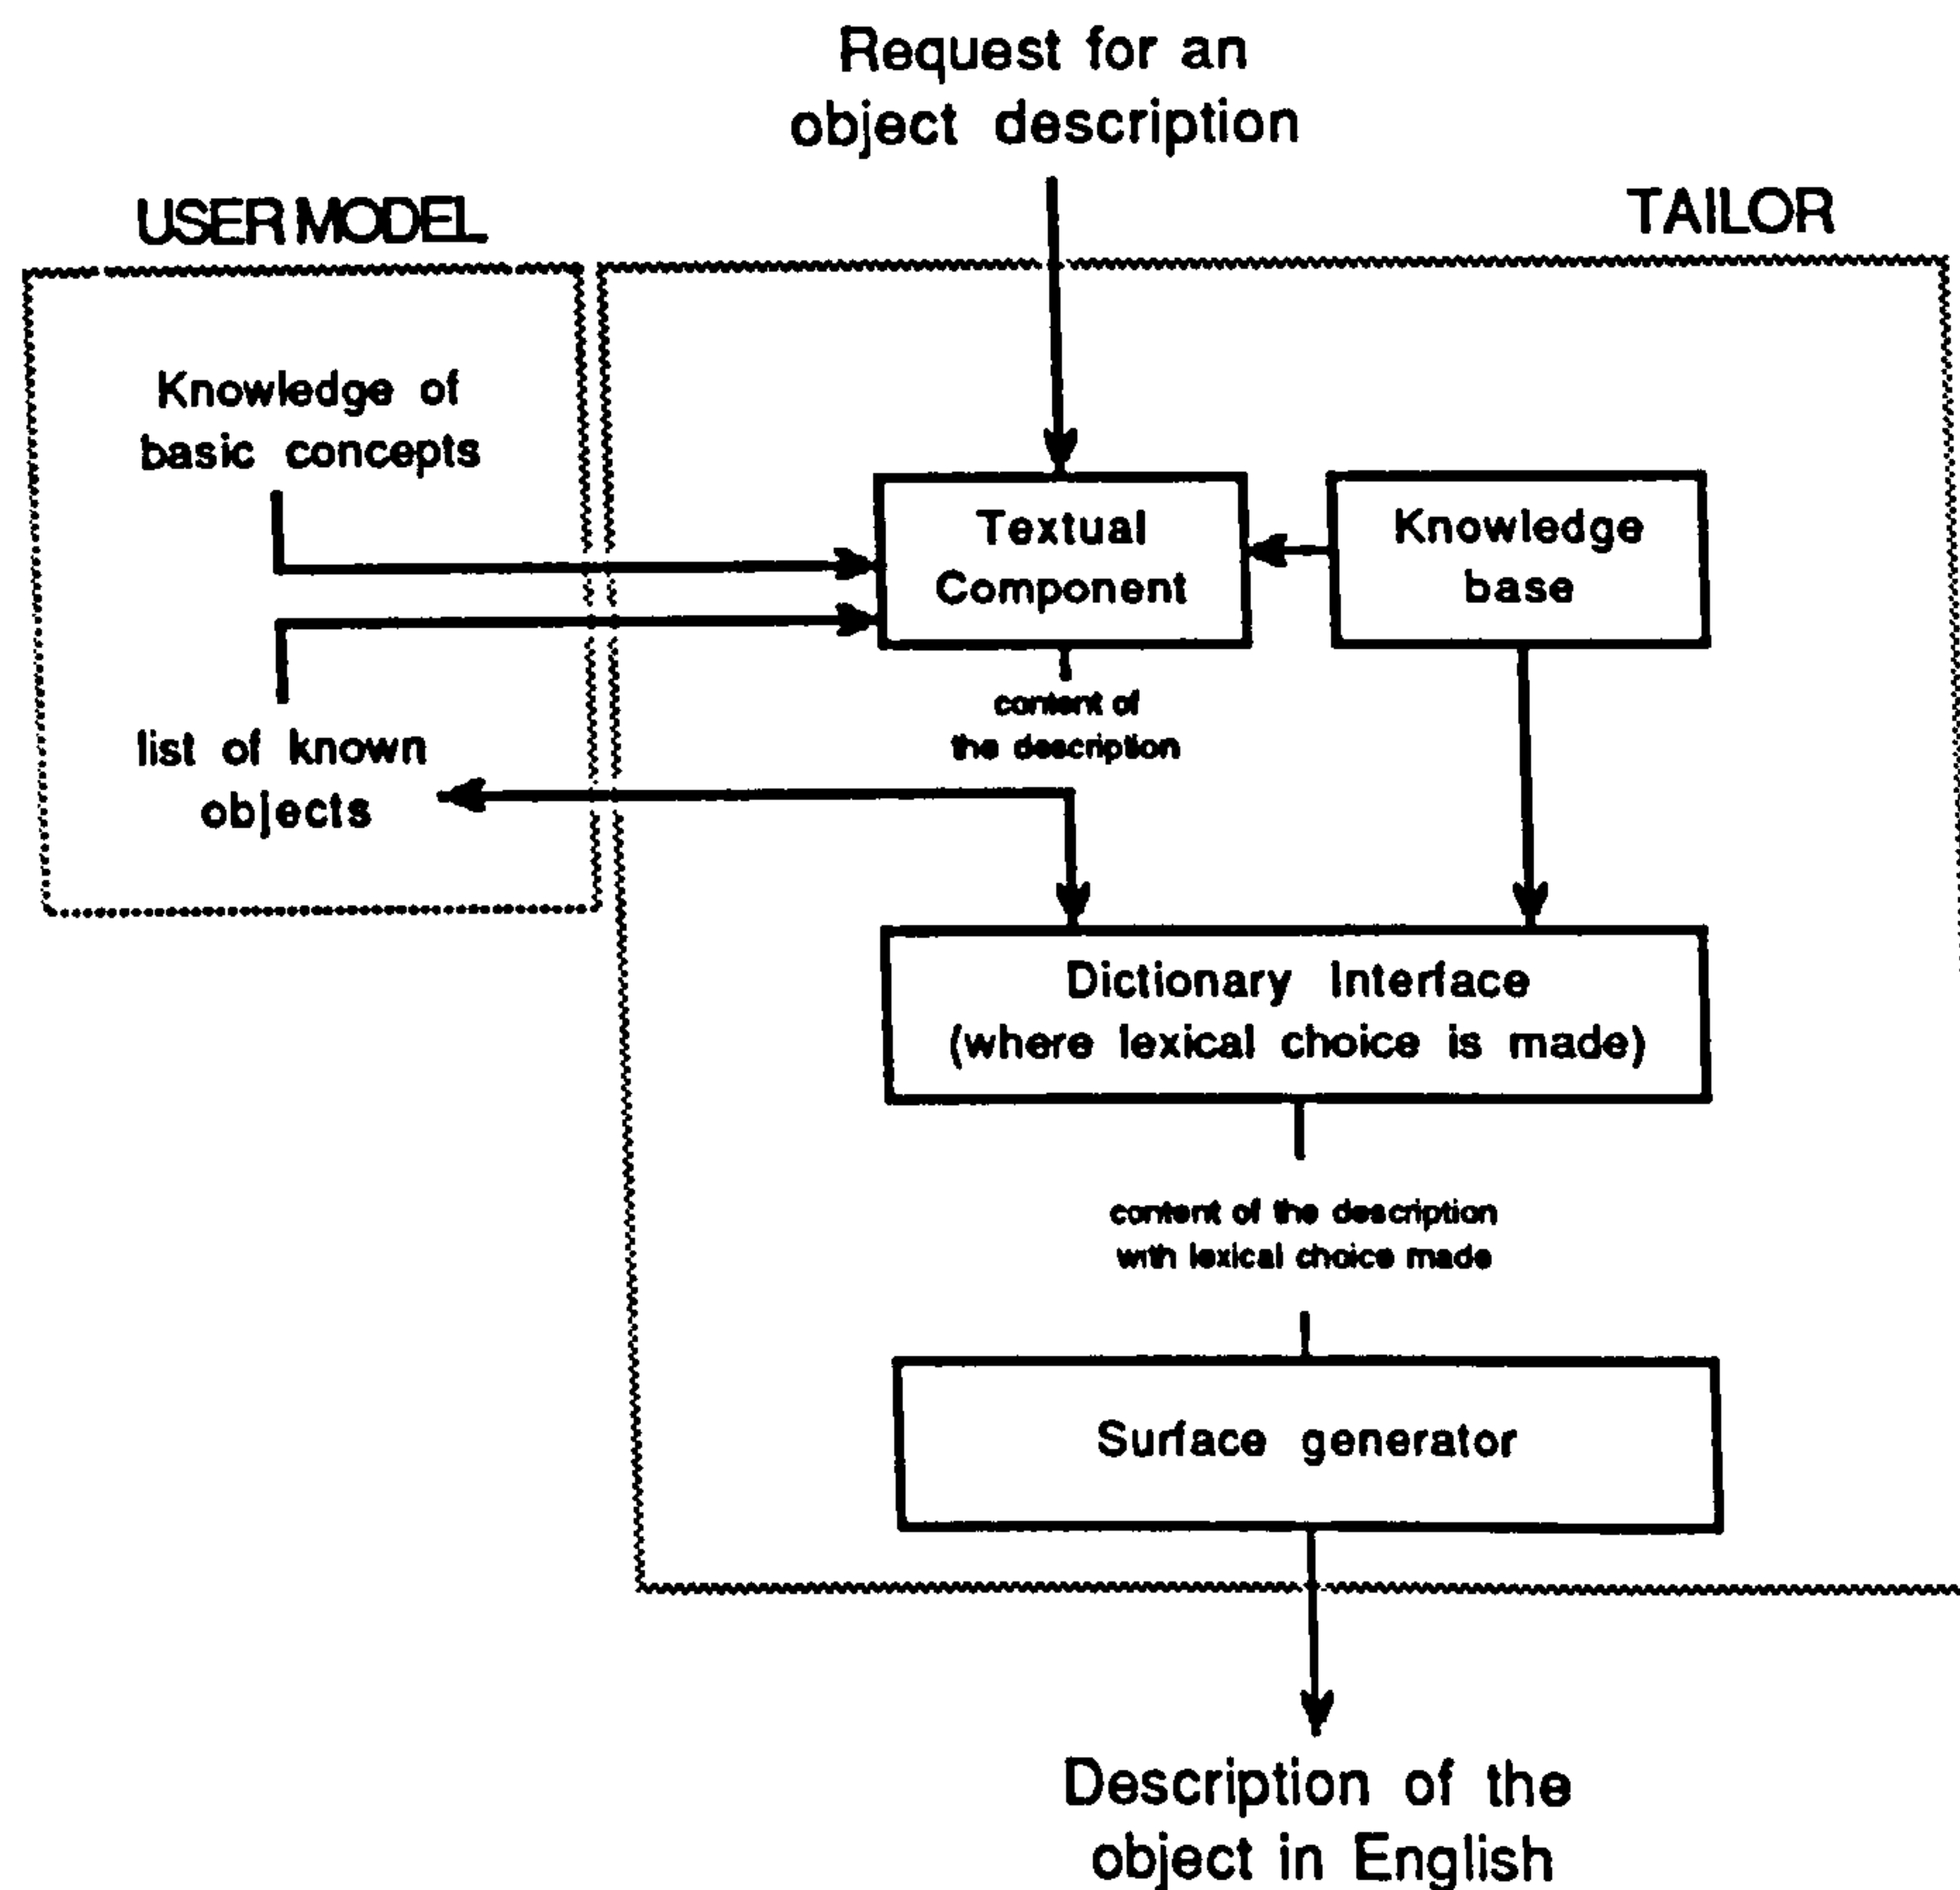 Request for an
object description
USER MODEL
TAILOR
Knowledge of
basic concepts
Textual
Component
Knowledge
base
content of
the description
list of known
objects
Dictionary Interface
(where lexical choice is made)
content of the description
with lexical choice made
Surface generator
Description of the
object in English